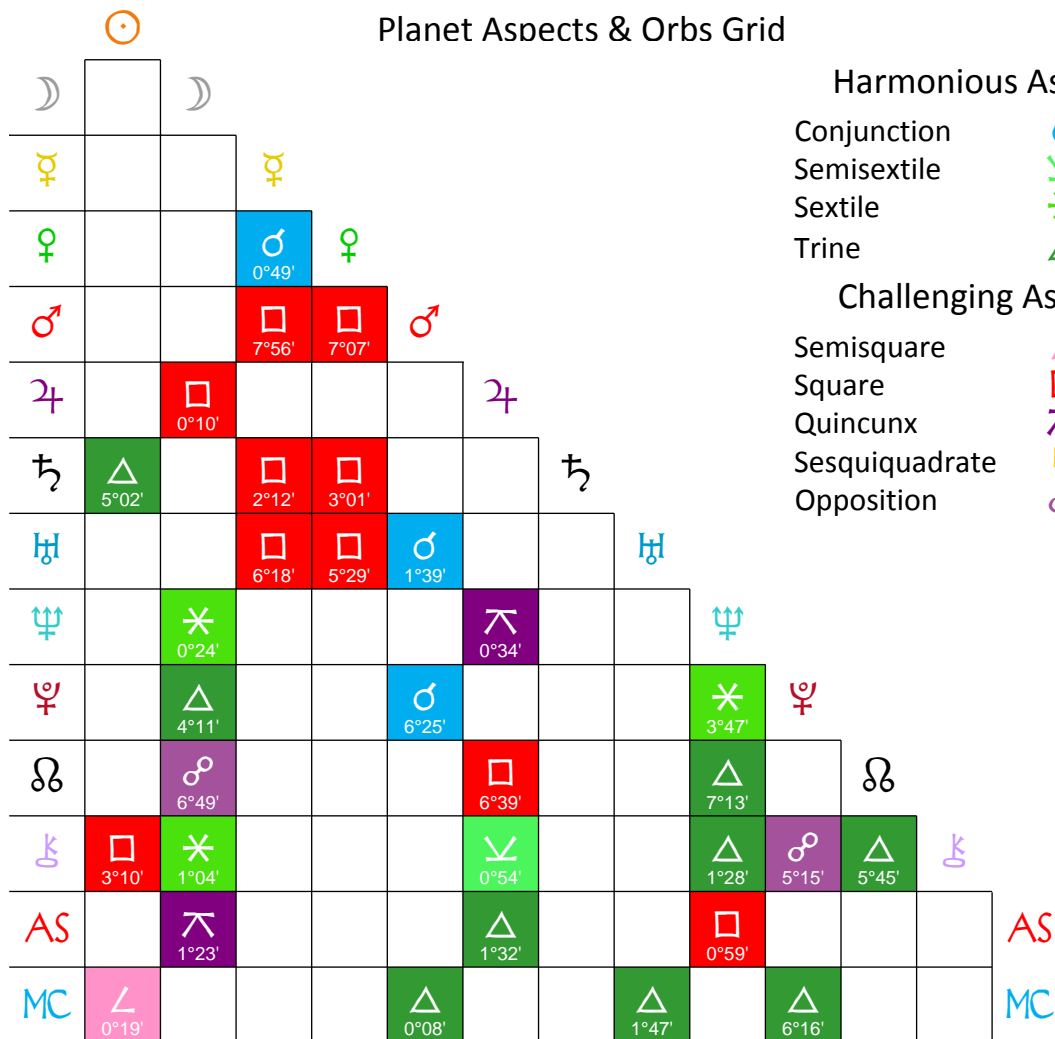 ☉
Planet Aspects & Orbs Grid
☽ ☽
Harmonious As
Conjunction ☌
Semisextile ⚺
Sextile ⚹
Trine △
☿ ☿
♀ ☌ 0°49' ♀
Challenging As
Semisquare ∠
Square □
Quincunx ⚻
Sesquiquadrate
Opposition ☍
♂ □ 7°56' □ 7°07' ♂
♃ □ 0°10' ♃
♄ △ 5°02' □ 2°12' □ 3°01' ♄
♅ □ 6°18' □ 5°29' ☌ 1°39' ♅
♆ ⚹ 0°24' ⚻ 0°34' ♆
♇ △ 4°11' ☌ 6°25' ⚹ 3°47' ♇
☊ ☍ 6°49' □ 6°39' △ 7°13' ☊
⚷ □ 3°10' ⚹ 1°04' ⚺ 0°54' △ 1°28' ☍ 5°15' △ 5°45' ⚷
AS ⚻ 1°23' △ 1°32' □ 0°59' AS
MC ∠ 0°19' △ 0°08' △ 1°47' △ 6°16' MC